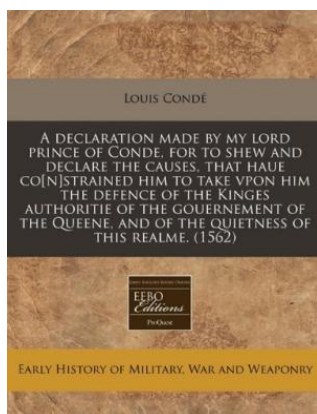 LOUIS CONDÉ
A DECLARATION MADE BY MY LORD
PRINCE OF CONDE, FOR TO SHEW AND
DECLARE THE CAUSES, THAT HAUE
CO[N]STRAINED HIM TO TAKE VPON HIM
THE DEFENCE OF THE KINGES
AUTHORITIE OF THE GOUERNEMENT OF
THE QUEENE, AND OF THE QUIETNESS OF
THIS REALME. (1562)
EEBO
Editions
ProQuest
EARLY HISTORY OF MILITARY, WAR AND WEAPONRY